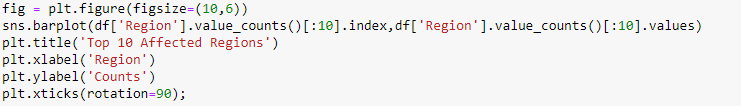 fig = plt.figure(figsize=(10,6))
sns.barplot(df['Region'].value_counts()[:10].index,df['Region'].value_counts()[:10].values)
plt.title('Top 10 Affected Regions')
plt.xlabel('Region')
plt.ylabel('Counts')
plt.xticks(rotation=90);